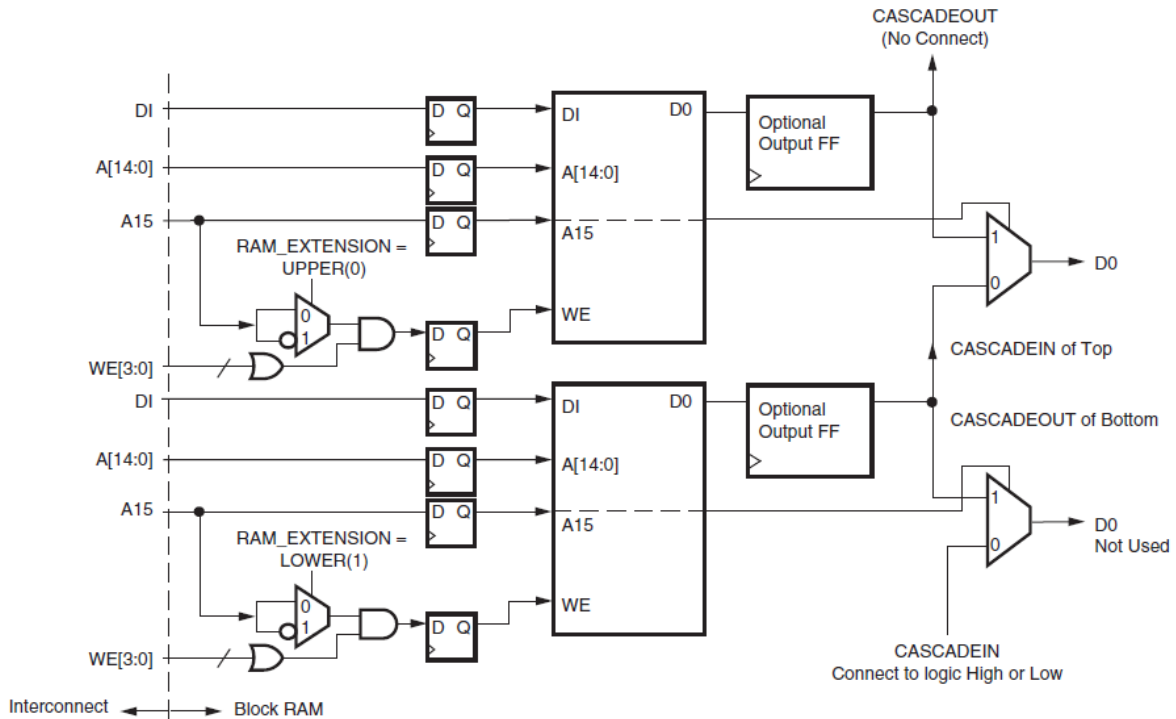 CASCADEOUT
(No Connect)
DI
D Q
DI
D0
Optional
Output FF
A[14:0]
D Q
A[14:0]
A15
D Q
A15
RAM_EXTENSION =
UPPER(0)
1
0
D0
0
1
WE
D Q
WE[3:0]
CASCADEIN of Top
DI
D Q
DI
D0
Optional
Output FF
CASCADEOUT of Bottom
A[14:0]
D Q
A[14:0]
A15
D Q
A15
1
0
D0
Not Used
RAM_EXTENSION =
LOWER(1)
0
1
WE
D Q
WE[3:0]
CASCADEIN
Connect to logic High or Low
Interconnect
Block RAM